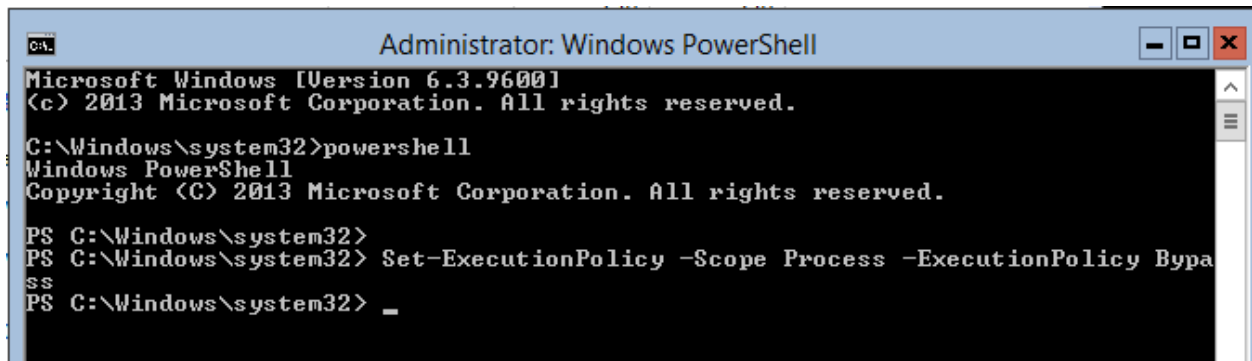 Administrator: Windows PowerShell
Microsoft Windows [Version 6.3.9600]
(c) 2013 Microsoft Corporation. All rights reserved.
C:\Windows\system32>powershell
Windows PowerShell
Copyright (C) 2013 Microsoft Corporation. All rights reserved.
PS C:\Windows\system32>
PS C:\Windows\system32> Set-ExecutionPolicy -Scope Process -ExecutionPolicy Bypa
ss
PS C:\Windows\system32> _